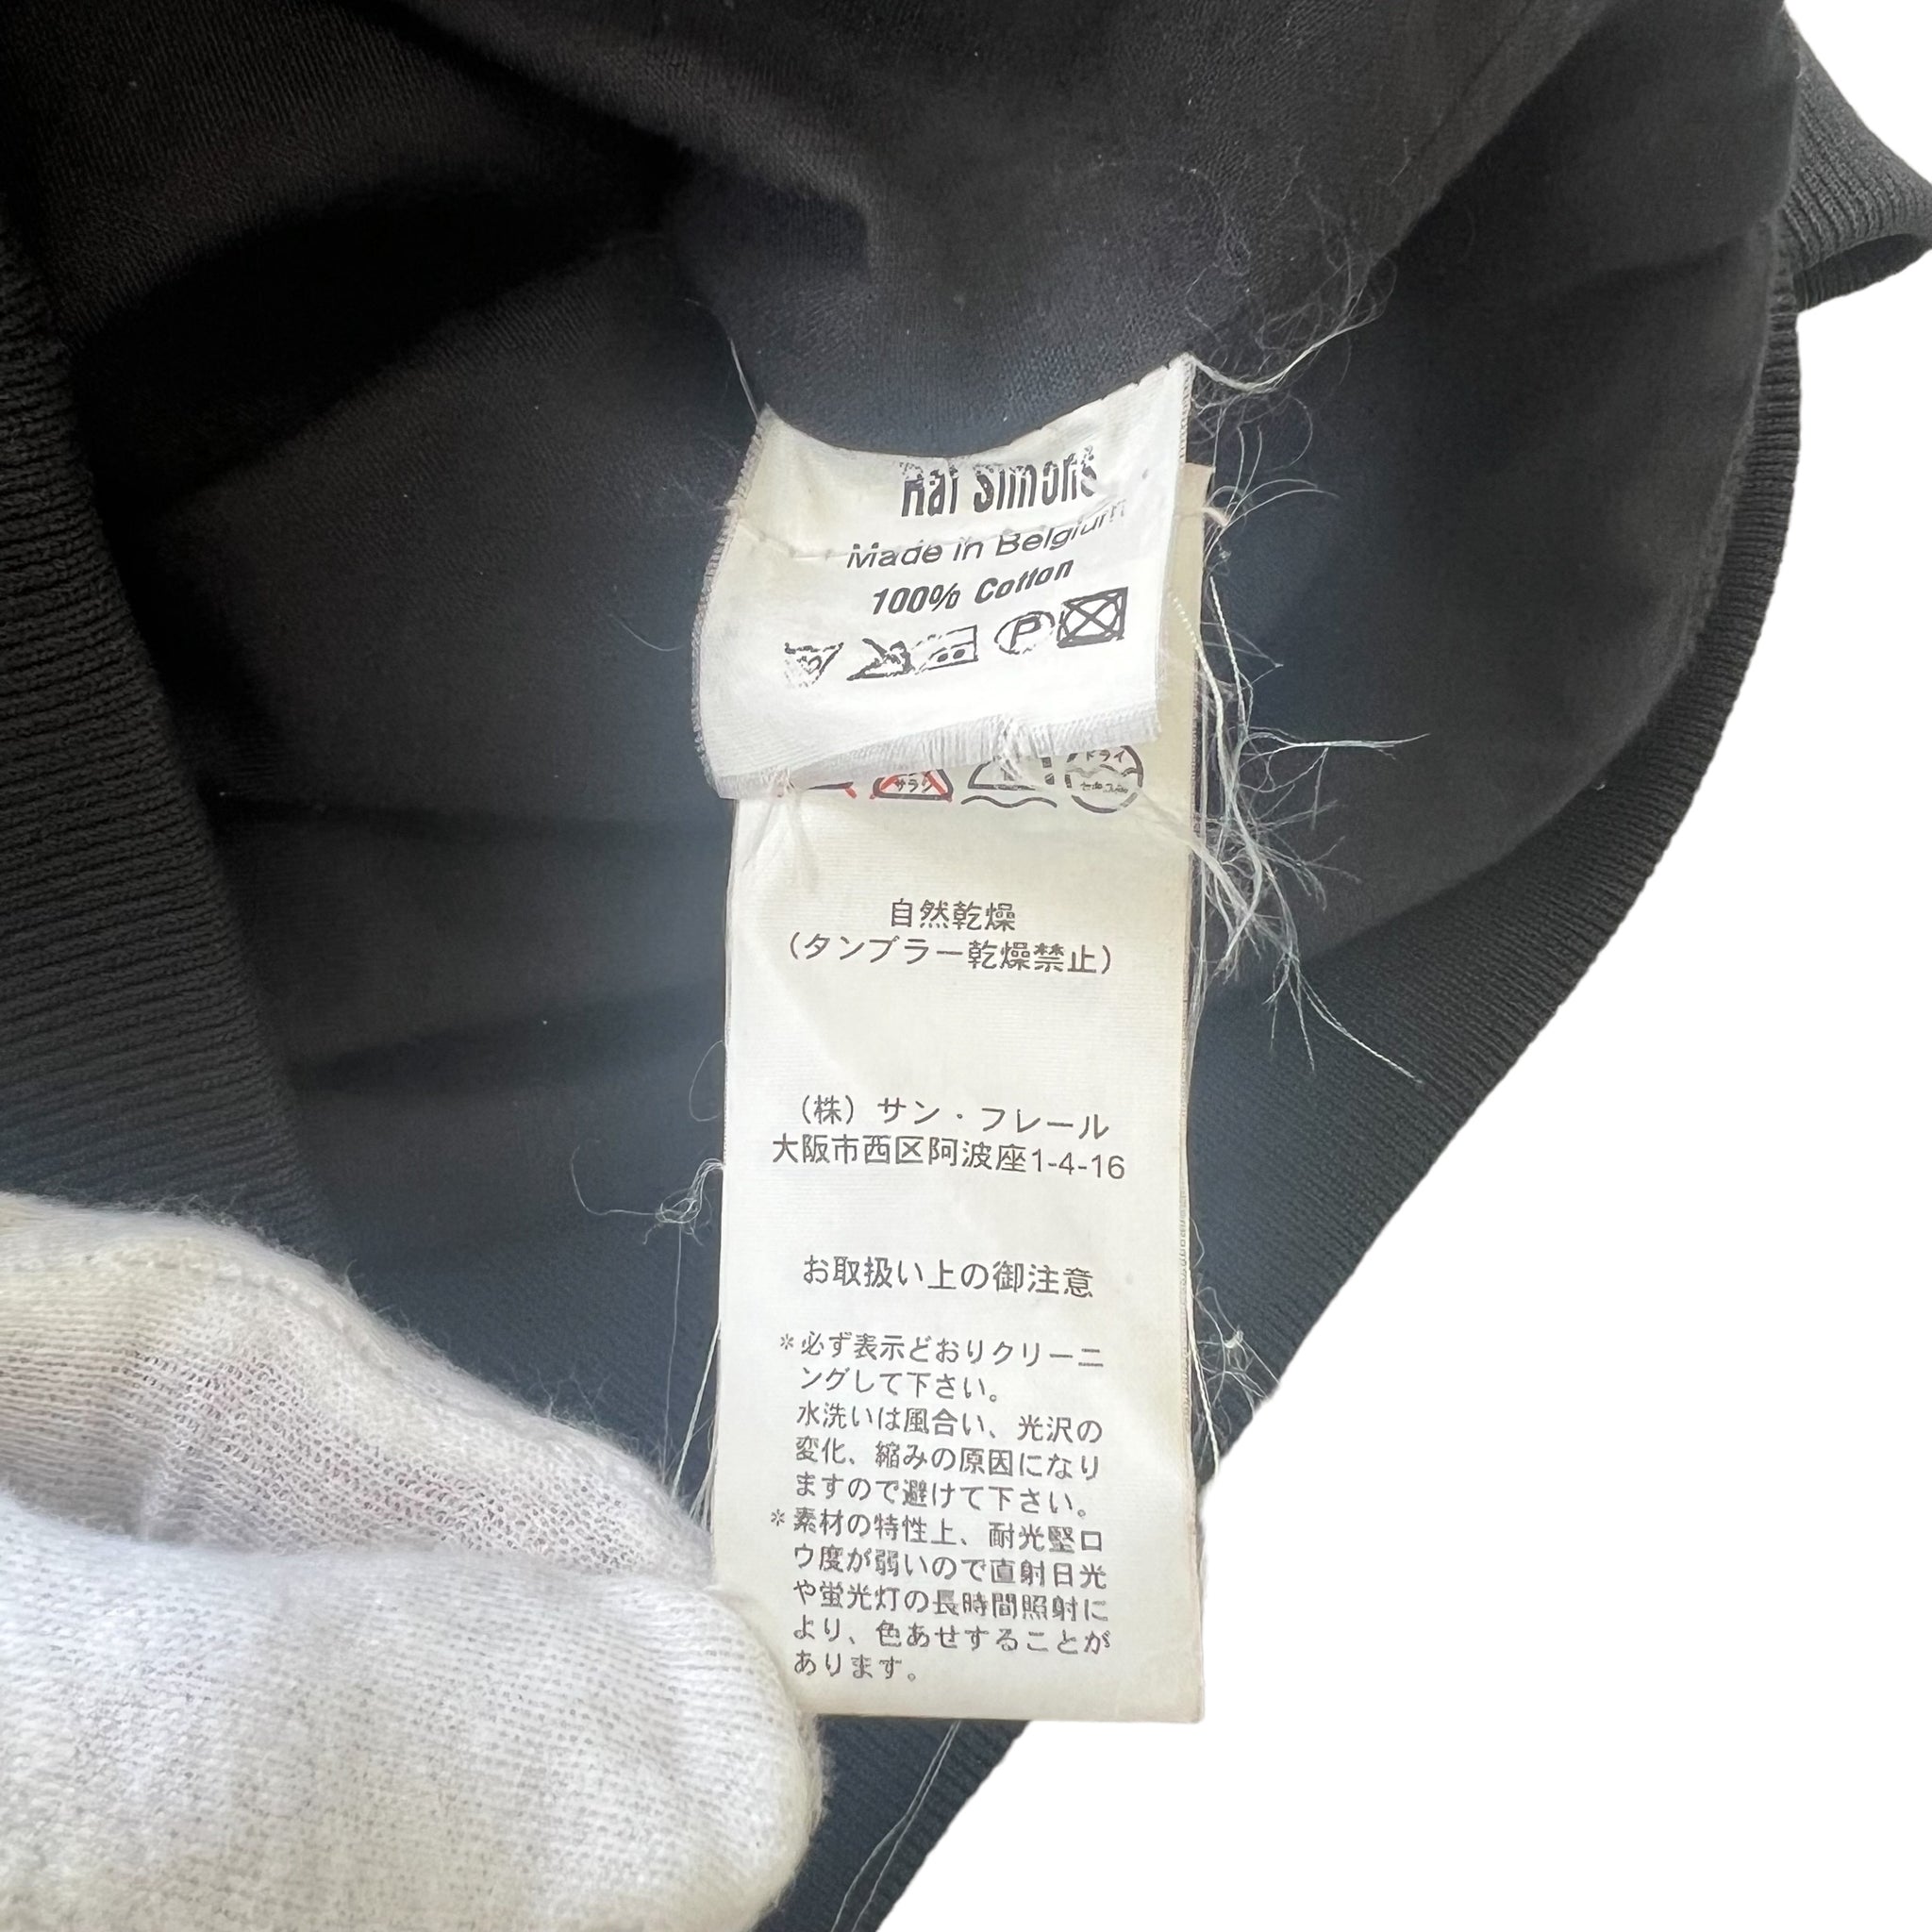 Raf Simons
Made in Belgium
100% Cotton
P
ドライ
サラシ
自然乾燥
（タンブラー乾燥禁止）
（株）サン・フレール
大阪市西区阿波座1-4-16
お取扱い上の御注意
＊必ず表示どおりクリーニ
ングして下さい。
水洗いは風合い、光沢の
変化、縮みの原因になり
ますので避けて下さい。
＊素材の特性上、耐光堅ロ
ウ度が弱いので直射日光
や蛍光灯の長時間照射に
より、色あせすることが
あります。